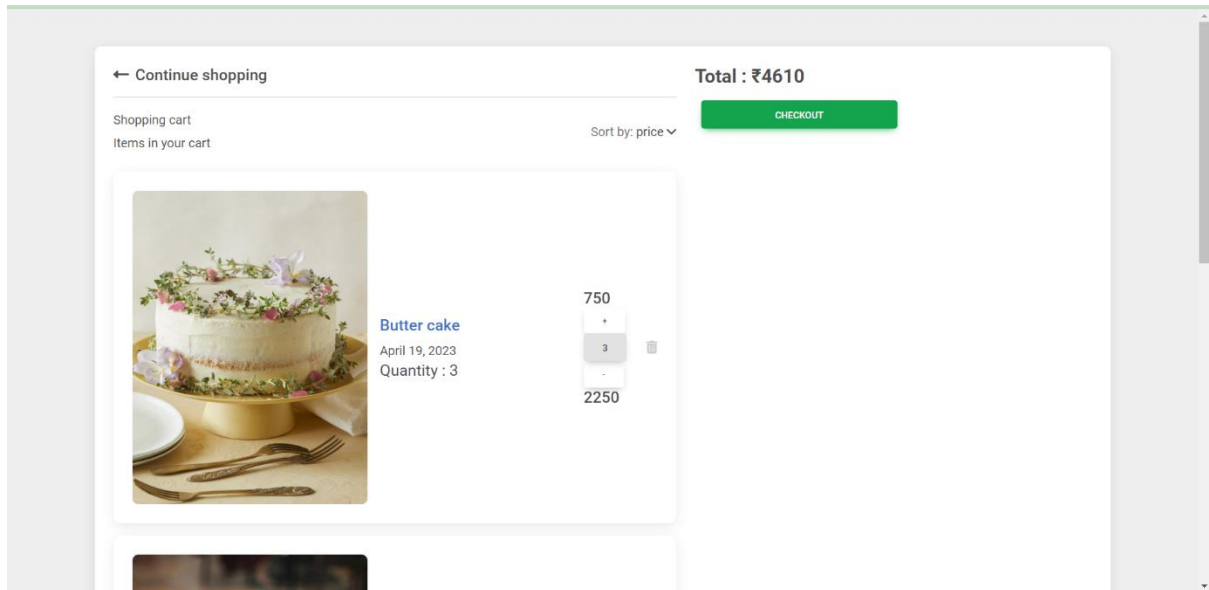 ← Continue shopping
Shopping cart
Items in your cart
Sort by: price
Butter cake
April 19, 2023
Quantity : 3
750
+
3
-
2250
Total : ₹4610
CHECKOUT